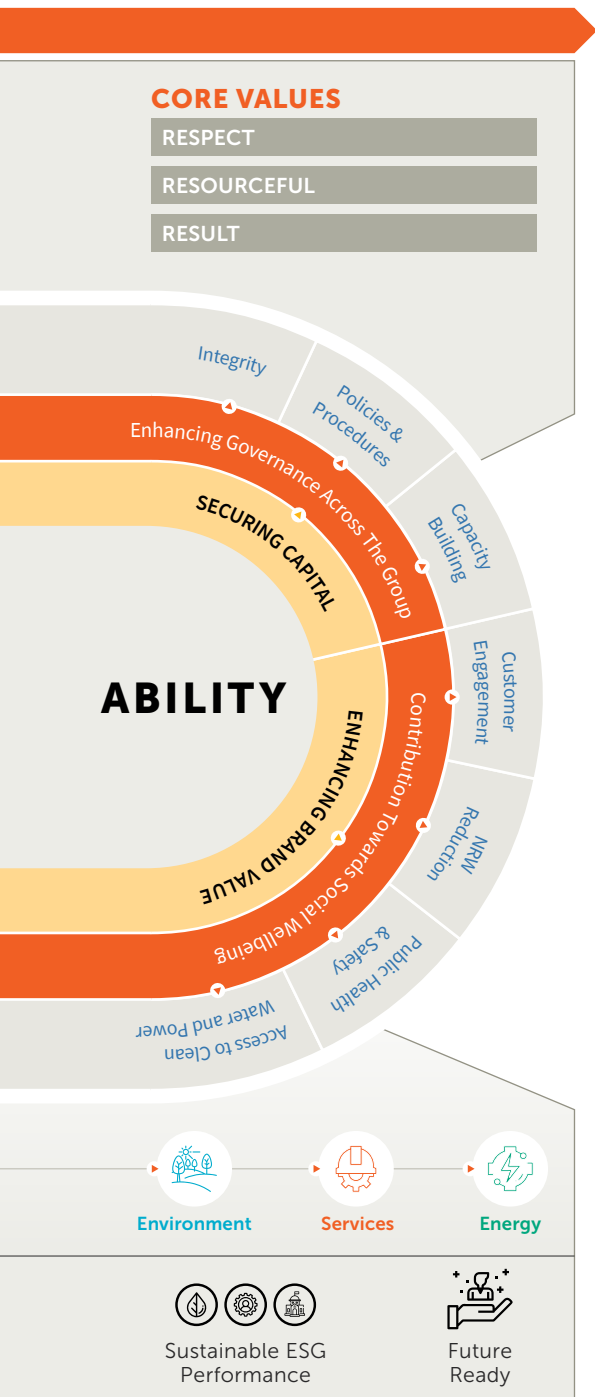 CORE VALUES
RESPECT
RESOURCEFUL
RESULT
Integrity
Policies &
Procedures
Capacity
Building
Customer
Engagement
NRW
Reduction
Public Health
& Safety
Access to Clean
Water and Power
Enhancing Governance Across The Group
Contribution Towards Social Wellbeing
SECURING CAPITAL
ENHANCING BRAND VALUE
ABILITY
Environment
Services
Energy
Sustainable ESG
Performance
Future
Ready